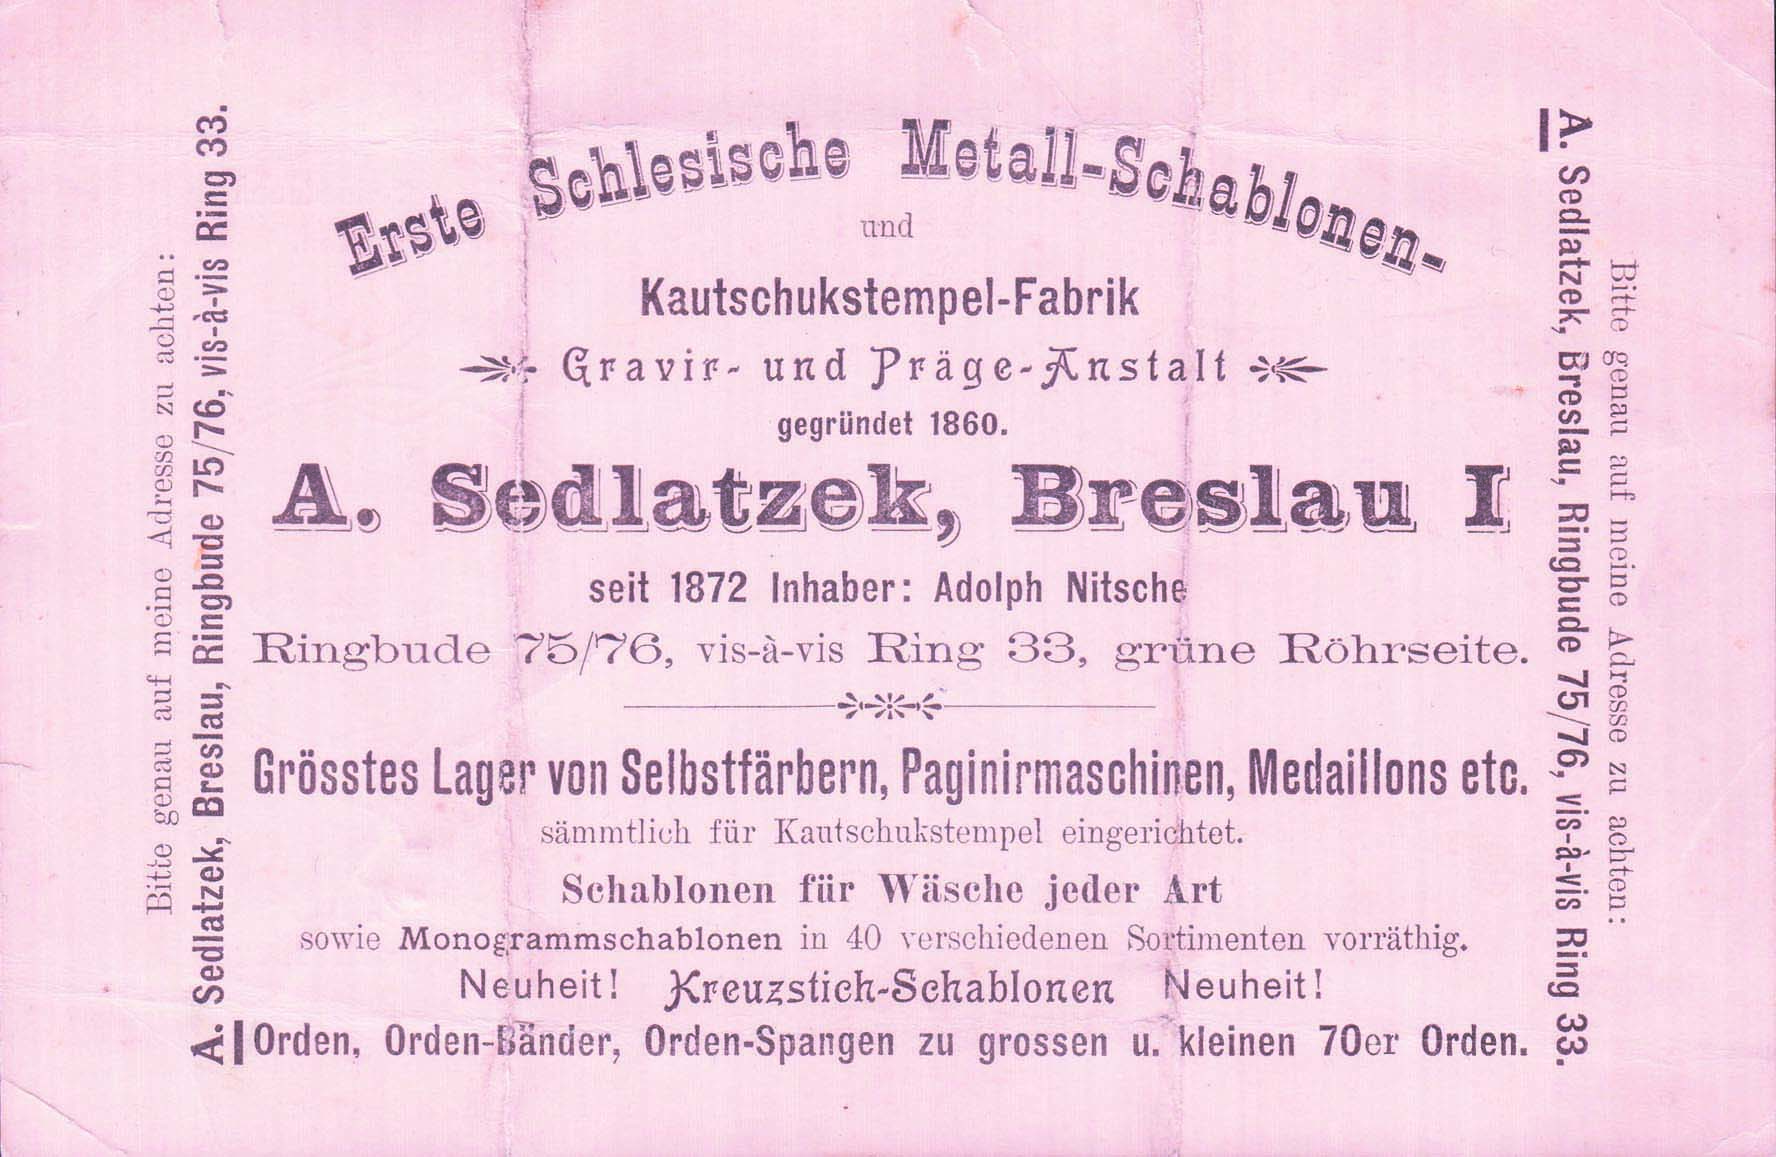 Erste Schlesische Metall-Schablonen-
und
Kautschukstempel-Fabrik
Gravir- und Präge-Anstalt
gegründet 1860.
A. Sedlatzek, Breslau I
seit 1872 Inhaber: Adolph Nitsche
Ringbude 75/76, vis-à-vis Ring 33, grüne Röhrseite.
Grösstes Lager von Selbstfärbern, Paginirmaschinen, Medaillons etc.
sämmtlich für Kautschukstempel eingerichtet.
Schablonen für Wäsche jeder Art
sowie Monogrammschablonen in 40 verschiedenen Sortimenten vorräthig.
Neuheit! Kreuzstich-Schablonen Neuheit!
Orden, Orden-Bänder, Orden-Spangen zu grossen u. kleinen 70er Orden.
Bitte genau auf meine Adresse zu achten:
A. Sedlatzek, Breslau, Ringbude 75/76, vis-à-vis Ring 33.
Bitte genau auf meine Adresse zu achten:
A. Sedlatzek, Breslau, Ringbude 75/76, vis-à-vis Ring 33.